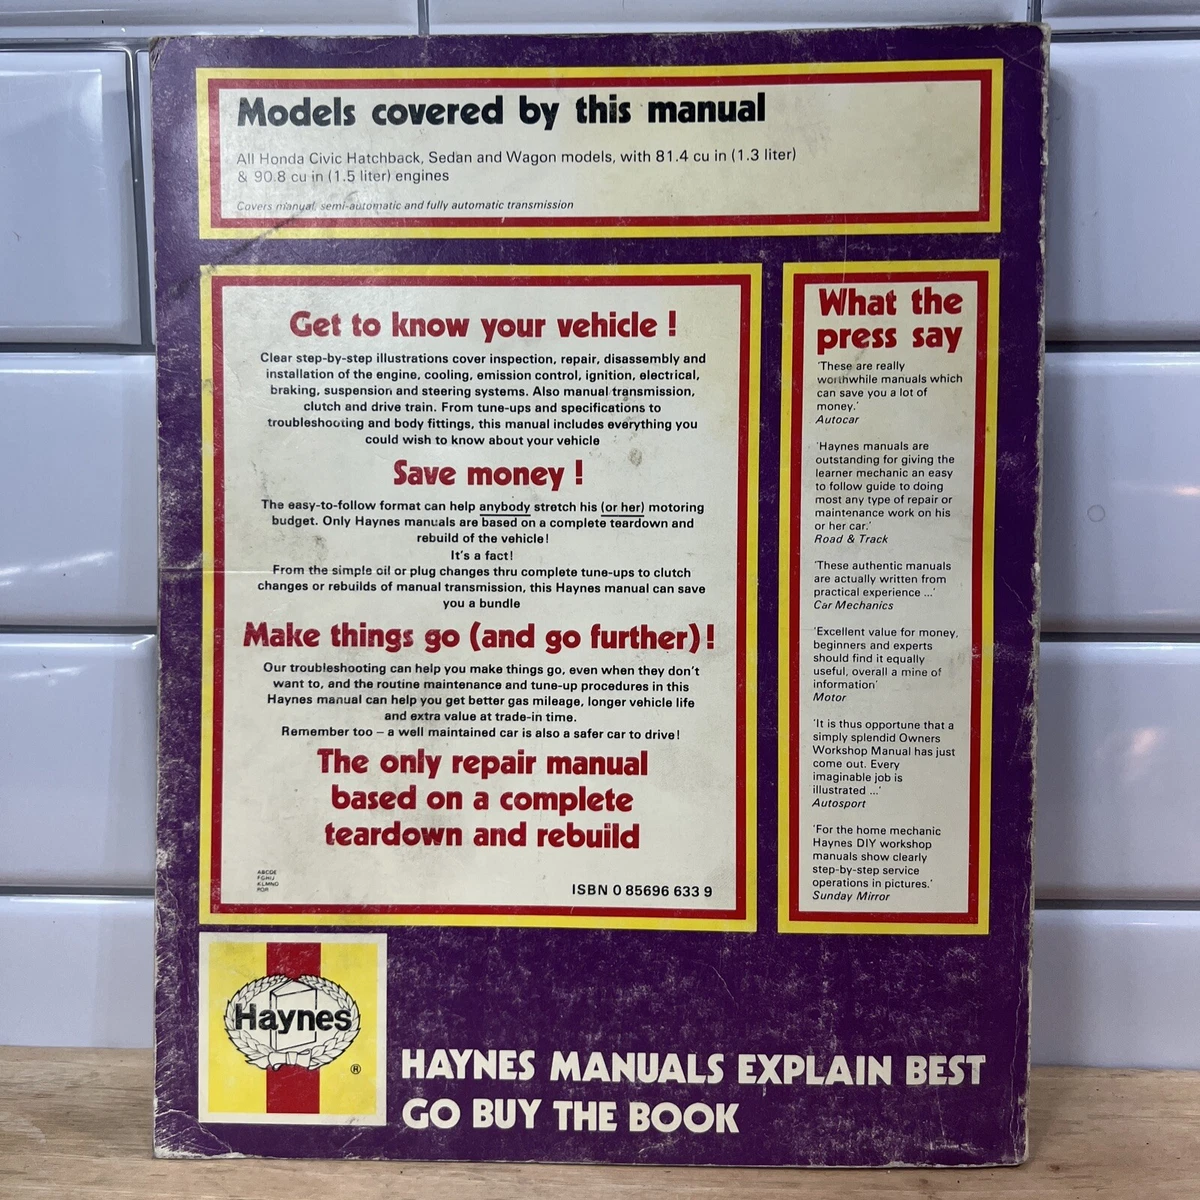 Models covered by this manual
All Honda Civic Hatchback, Sedan and Wagon models, with 81.4 cu in (1.3 liter)
& 90.8 cu in (1.5 liter) engines
Covers manual, semi-automatic and fully automatic transmission
Get to know your vehicle !
Clear step-by-step illustrations cover inspection, repair, disassembly and
installation of the engine, cooling, emission control, ignition, electrical,
braking, suspension and steering systems. Also manual transmission,
clutch and drive train. From tune-ups and specifications to
troubleshooting and body fittings, this manual includes everything you
could wish to know about your vehicle
Save money !
The easy-to-follow format can help anybody stretch his (or her) motoring
budget. Only Haynes manuals are based on a complete teardown and
rebuild of the vehicle!
It's a fact!
From the simple oil or plug changes thru complete tune-ups to clutch
changes or rebuilds of manual transmission, this Haynes manual can save
you a bundle
Make things go (and go further)!
Our troubleshooting can help you make things go, even when they don't
want to, and the routine maintenance and tune-up procedures in this
Haynes manual can help you get better gas mileage, longer vehicle life
and extra value at trade-in time.
Remember too – a well maintained car is also a safer car to drive!
The only repair manual
based on a complete
teardown and rebuild
ABCDE
FGHIJ
KLMNO
PQR
ISBN 0 85696 633 9
What the
press say
'These are really
worthwhile manuals which
can save you a lot of
money.'
Autocar
'Haynes manuals are
outstanding for giving the
learner mechanic an easy
to follow guide to doing
most any type of repair or
maintenance work on his
or her car.'
Road & Track
'These authentic manuals
are actually written from
practical experience ...'
Car Mechanics
'Excellent value for money,
beginners and experts
should find it equally
useful, overall a mine of
information'
Motor
'It is thus opportune that a
simply splendid Owners
Workshop Manual has just
come out. Every
imaginable job is
illustrated ...'
Autosport
'For the home mechanic
Haynes DIY workshop
manuals show clearly
step-by-step service
operations in pictures.'
Sunday Mirror
Haynes
®
HAYNES MANUALS EXPLAIN BEST
GO BUY THE BOOK